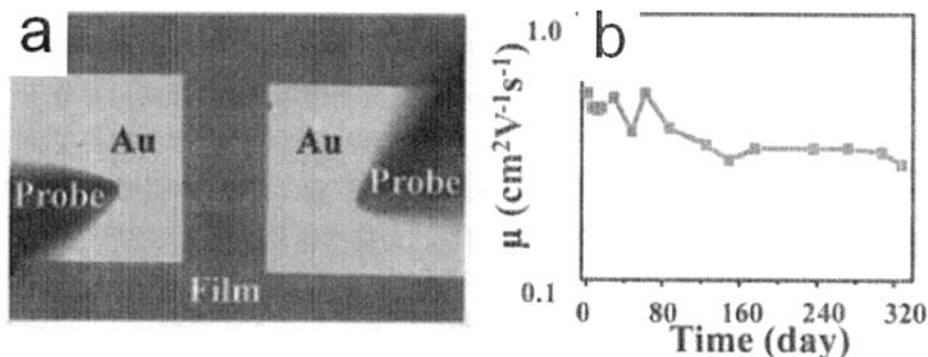 a
Au Au
Probe Probe
Film
b
1.0
0.1
μ (cm²V⁻¹s⁻¹)
0 80 160 240 320
Time (day)